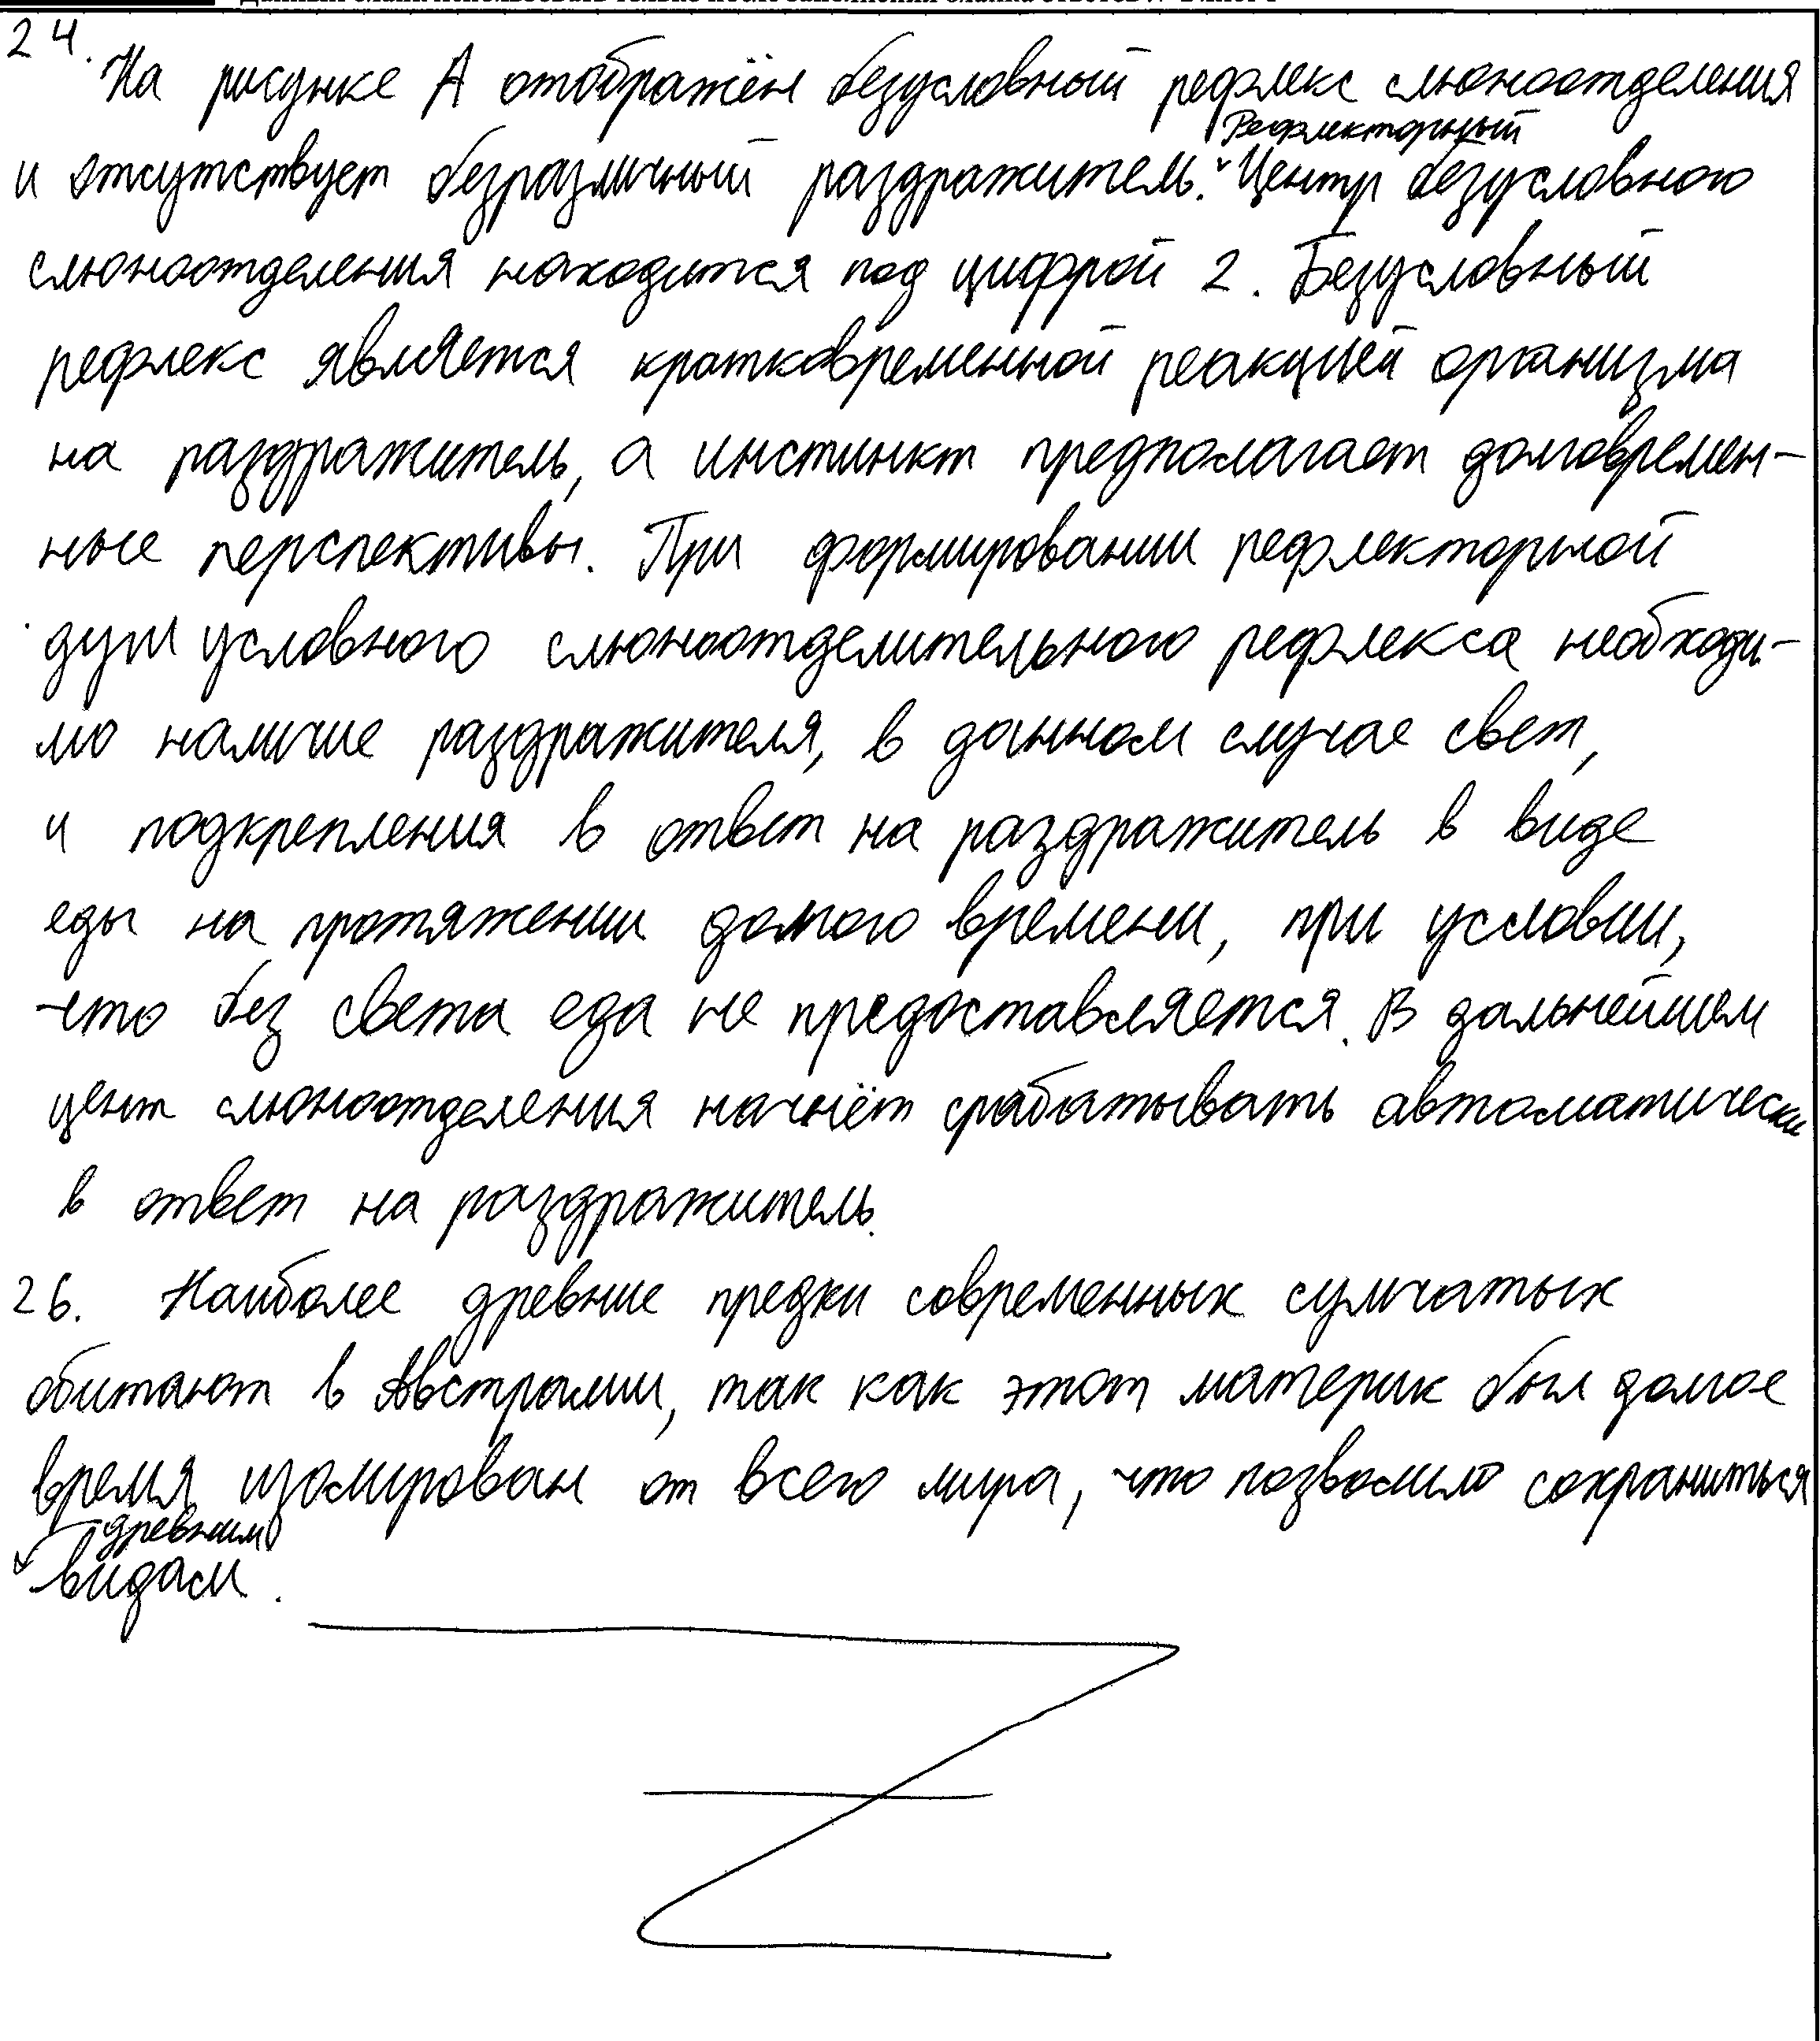 24.
На рисунке А отображён безусловный рефлекс слюноотделения
Рефлекторный
и отсутствует безразличный раздражитель. Центр безусловного
слюноотделения находится под цифрой 2. Безусловный
рефлекс является кратковременной реакцией организма
на раздражитель, а инстинкт предполагает долговремен-
ные перспективы. При формировании рефлекторной
дуги условного слюноотделительного рефлекса необходи-
мо наличие раздражителя, в данном случае свет,
и подкрепления в ответ на раздражитель в виде
еды на протяжении долгого времени, при условии,
что без света еда не предоставляется. В дальнейшем
цент слюноотделения начнёт срабатывать автоматически
в ответ на раздражитель.
26. Наиболее древние предки современных сумчатых
обитают в Австралии, так как этот материк был долгое
время изолирован от всего мира, что позволило сохраниться
древним
видам.